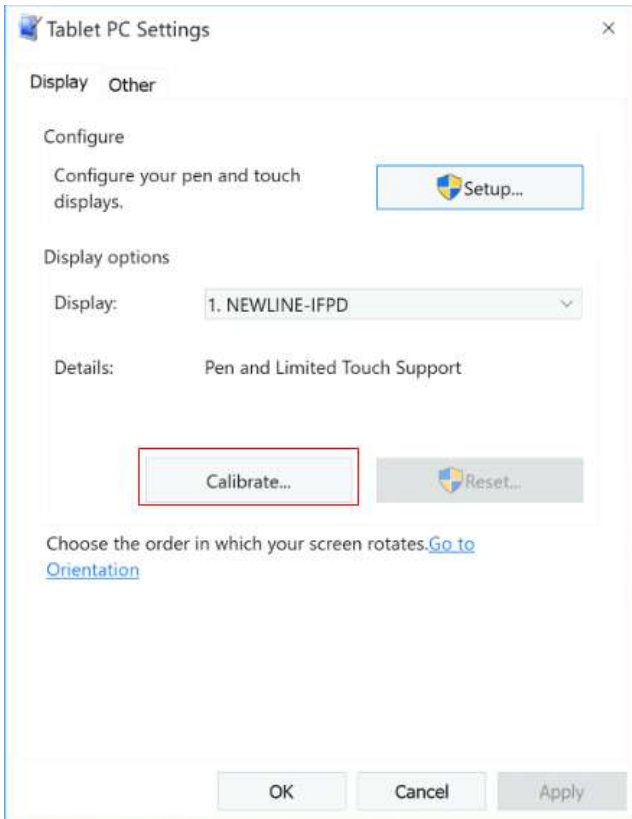 Tablet PC Settings
Display Other
Configure
Configure your pen and touch
displays.
Setup...
Display options
Display: 1. NEWLINE-IFPD
Details: Pen and Limited Touch Support
Calibrate... Reset...
Choose the order in which your screen rotates.Go to
Orientation
OK Cancel Apply